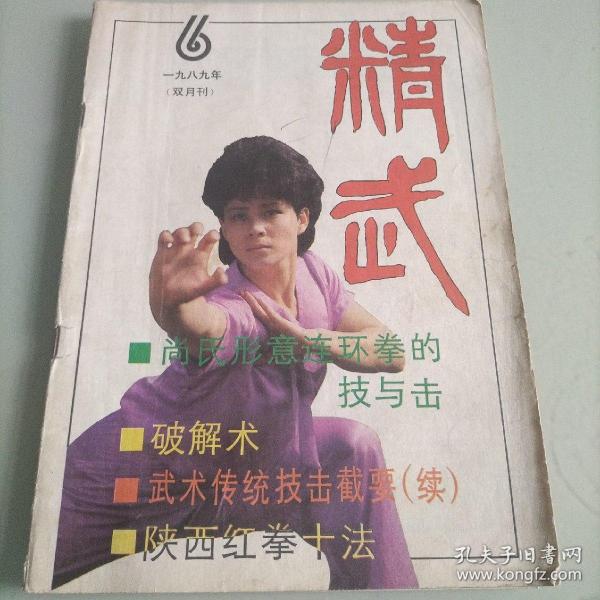 6
一九八九年
（双月刊）
精武
■尚氏形意连环拳的
技与击
■破解术
■武术传统技击截要(续)
■陕西红拳十法
孔夫子旧书网
www.kongfz.com